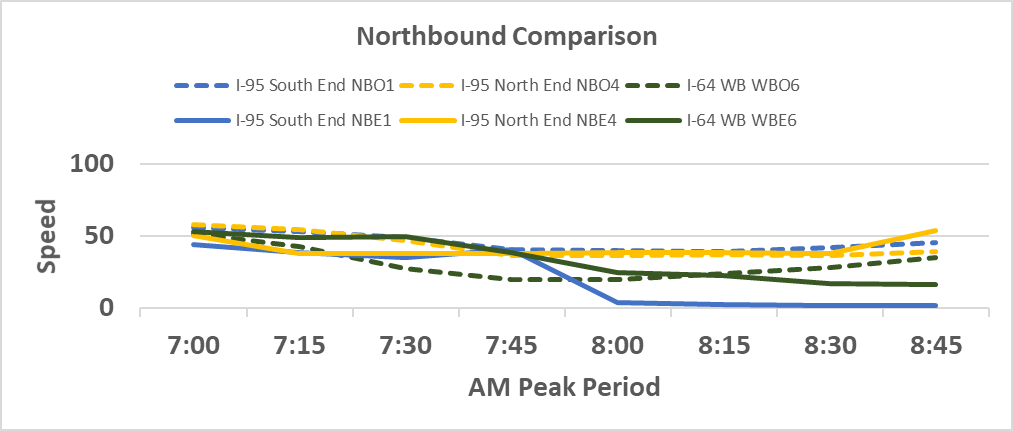 Northbound Comparison
I-95 South End NBO1 I-95 North End NBO4 I-64 WB WBO6
I-95 South End NBE1 I-95 North End NBE4 I-64 WB WBE6
100
50
0
Speed
7:00 7:15 7:30 7:45 8:00 8:15 8:30 8:45
AM Peak Period